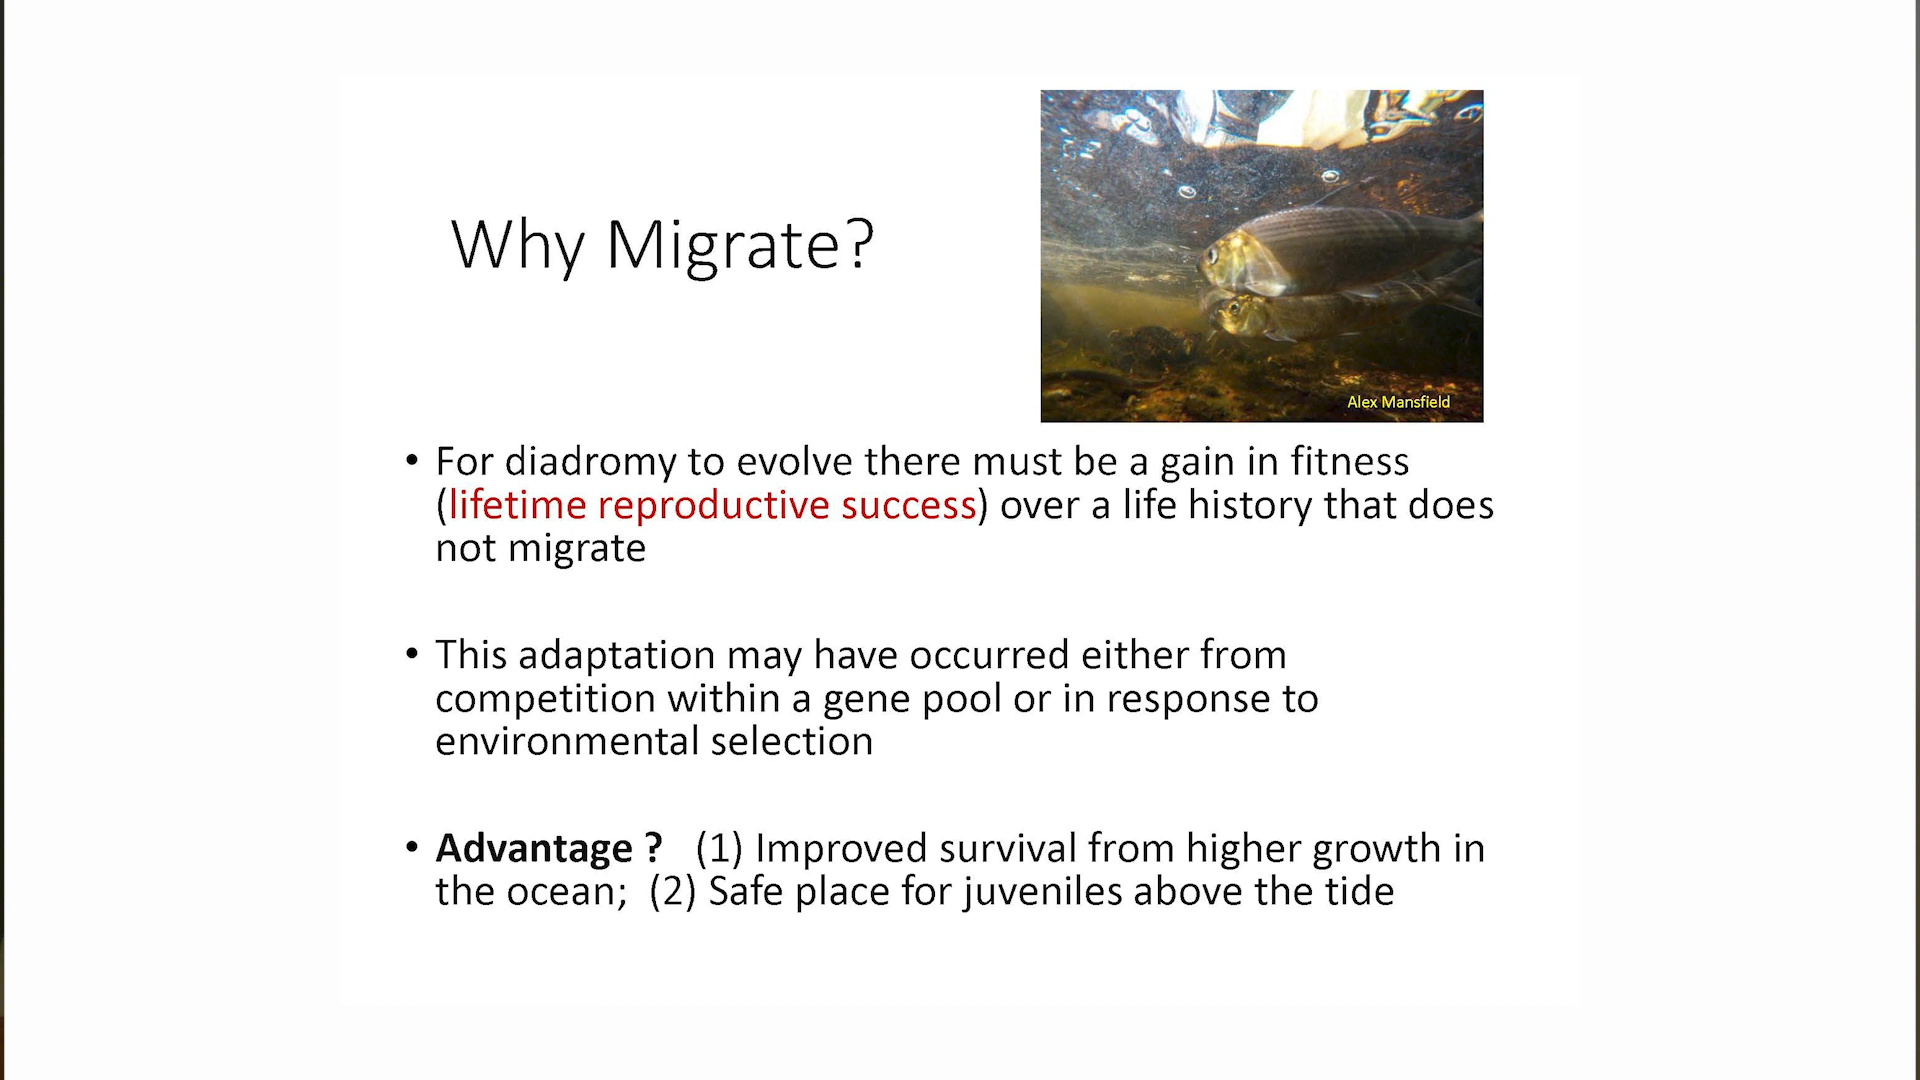 Why Migrate?
Alex Mansfield
• For diadromy to evolve there must be a gain in fitness
(lifetime reproductive success) over a life history that does
not migrate
• This adaptation may have occurred either from
competition within a gene pool or in response to
environmental selection
• Advantage ? (1) Improved survival from higher growth in
the ocean; (2) Safe place for juveniles above the tide